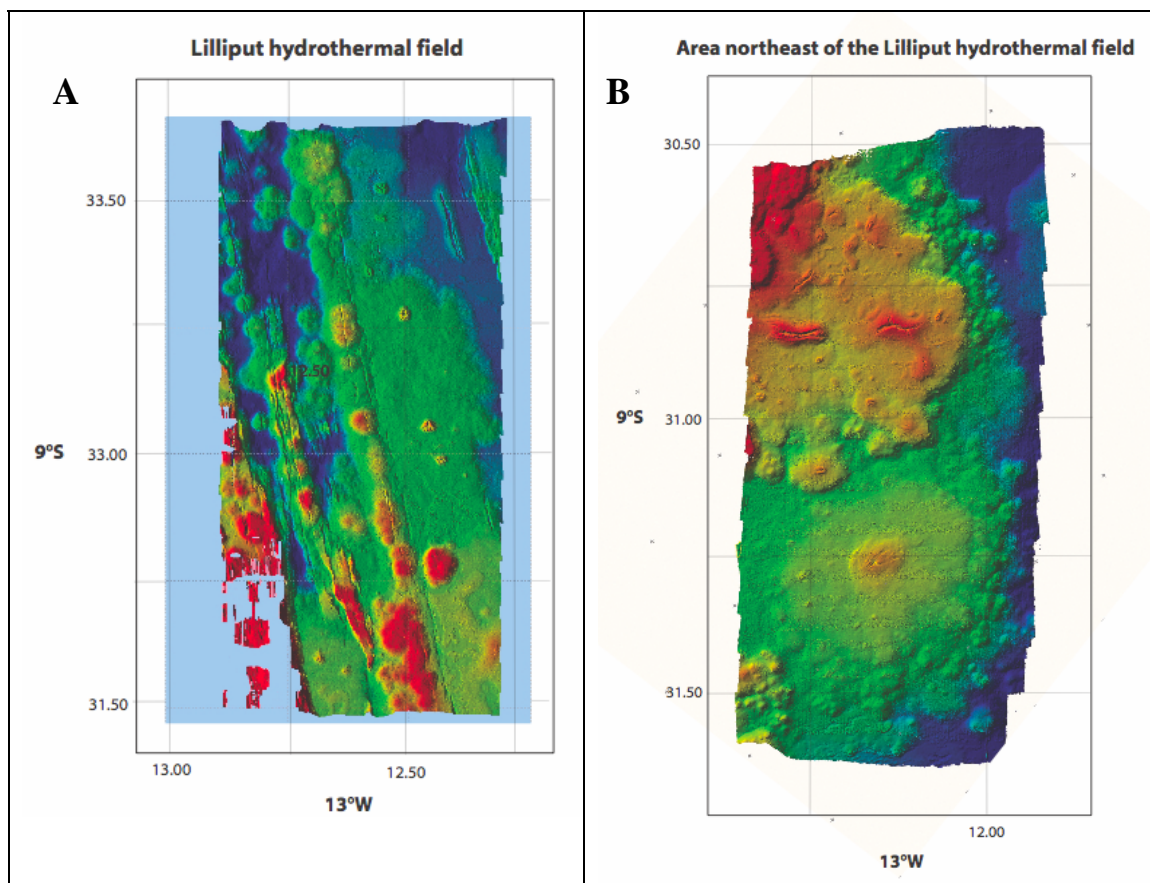 Lilliput hydrothermal field
A
33.50
12.50
9°S
33.00
31.50
13.00
12.50
13°W
Area northeast of the Lilliput hydrothermal field
B
30.50
9°S
31.00
31.50
12.00
13°W